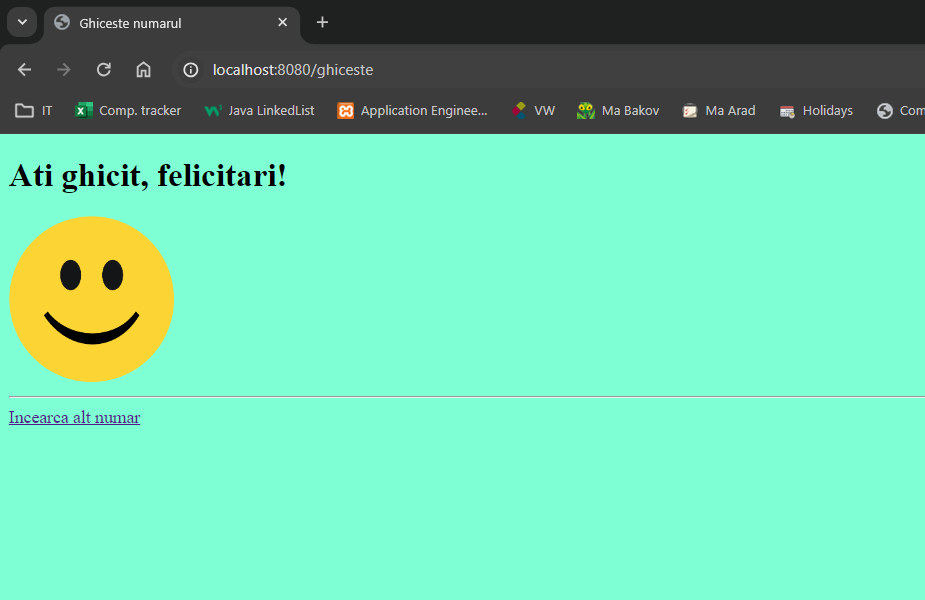 Ghiceste numarul
localhost:8080/ghiceste
IT Comp. tracker Java LinkedList Application Enginee... VW Ma Bakov Ma Arad Holidays Com
Ati ghicit, felicitari!
Incearca alt numar